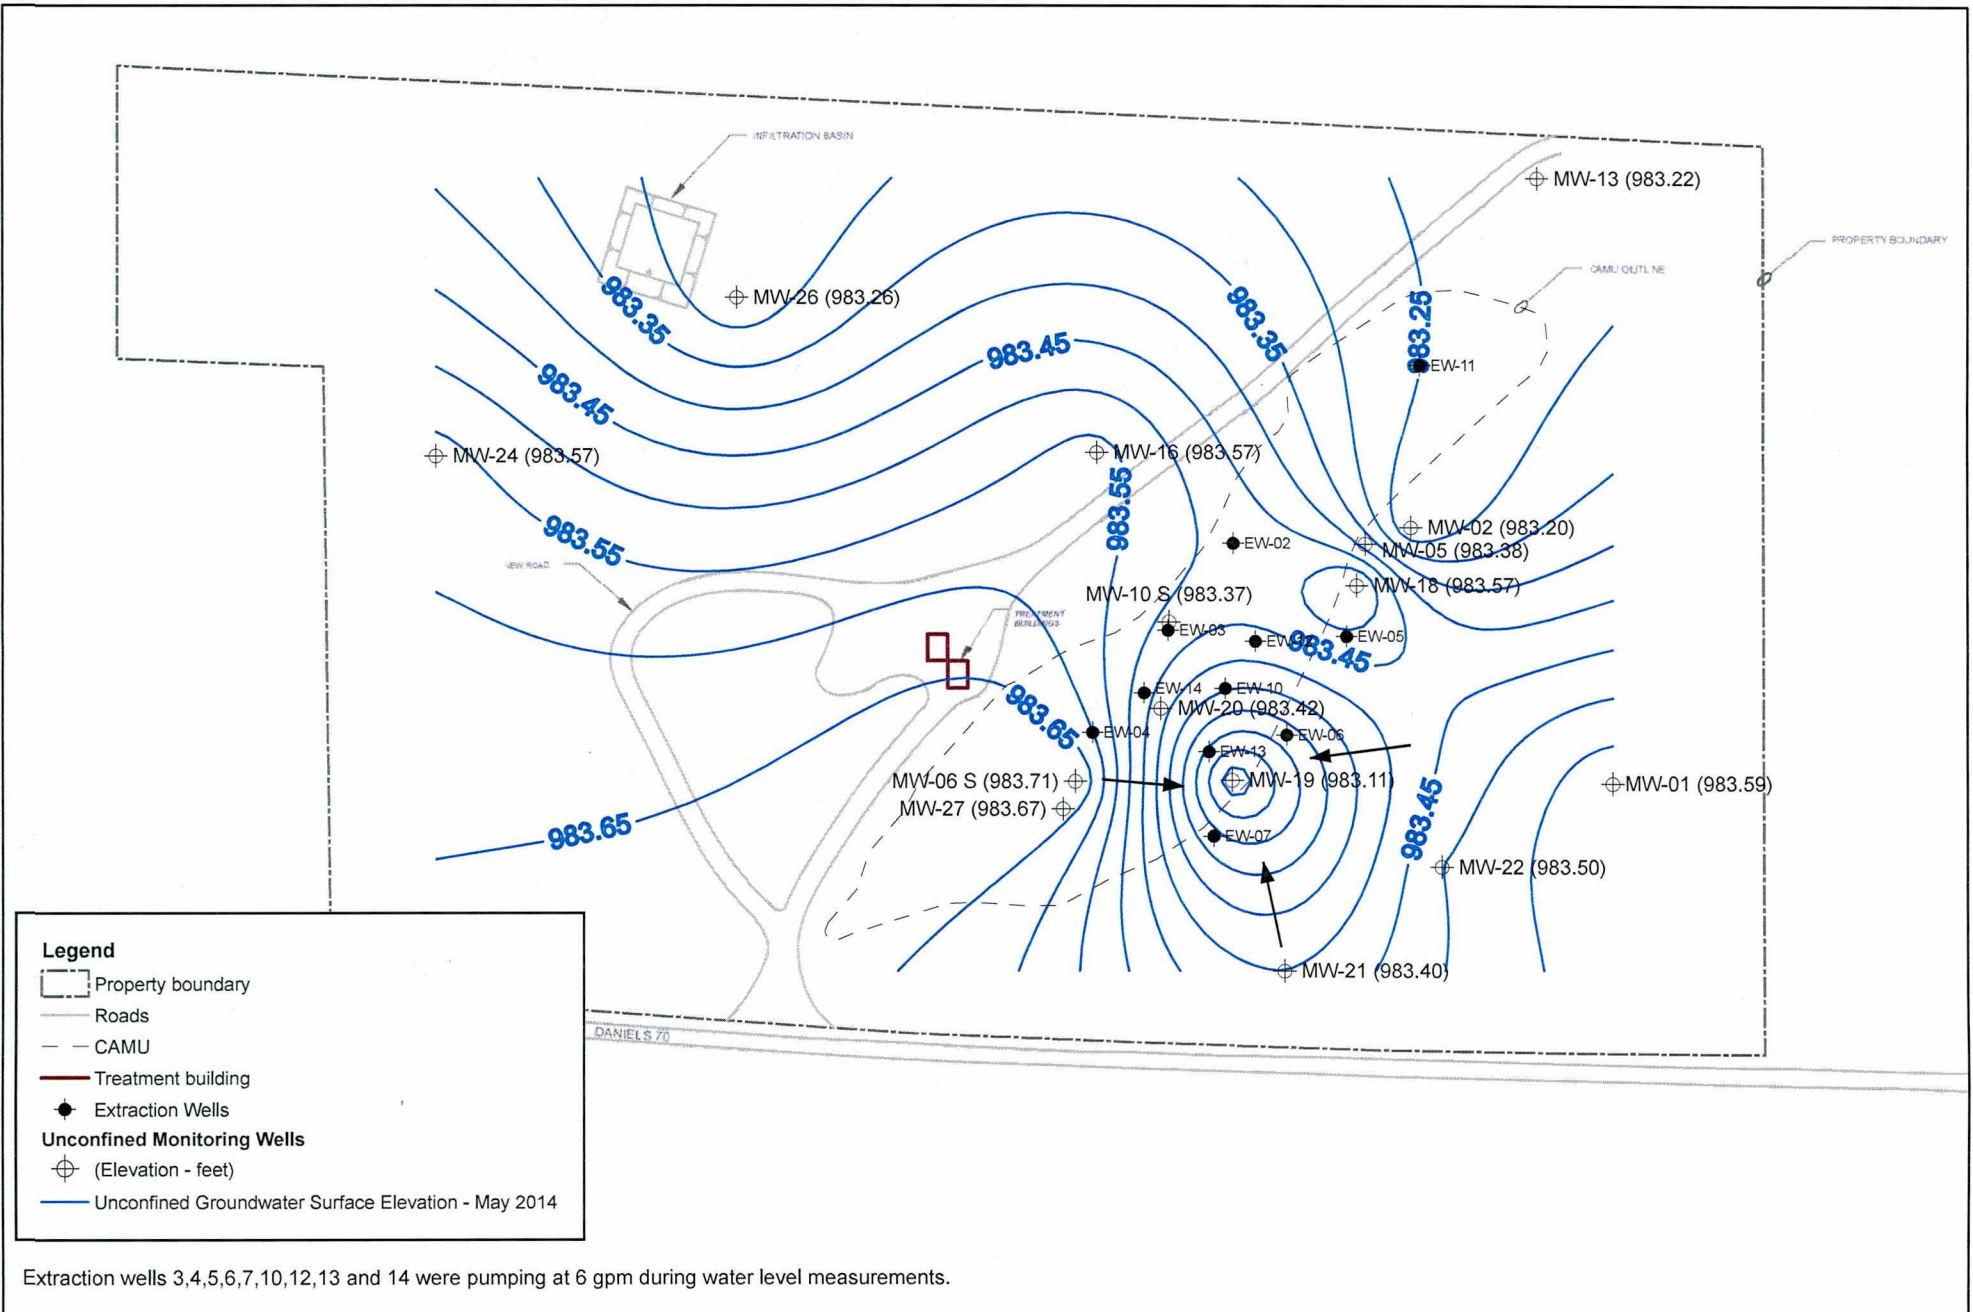 INFILTRATION BASIN
MW-13 (983.22)
PROPERTY BOUNDARY
CAMU OUTLINE
983.35
MW-26 (983.26)
983.35
983.25
983.45
EW-11
983.45
MW-24 (983.57)
MW-16 (983.57)
983.55
MW-02 (983.20)
983.55
EW-02
MW-05 (983.38)
NEW ROAD
MW-18 (983.57)
MW-10 S (983.37)
TREATMENT
BUILDINGS
EW-03
EW-05
983.45
EW-14
EW-10
983.65
MW-20 (983.42)
EW-04
EW-06
EW-13
MW-06 S (983.71)
MW-19 (983.11)
MW-01 (983.59)
MW-27 (983.67)
983.45
983.65
EW-07
MW-22 (983.50)
MW-21 (983.40)
DANIELS 70
Legend
Property boundary
Roads
CAMU
Treatment building
Extraction Wells
Unconfined Monitoring Wells
(Elevation - feet)
Unconfined Groundwater Surface Elevation - May 2014
Extraction wells 3,4,5,6,7,10,12,13 and 14 were pumping at 6 gpm during water level measurements.